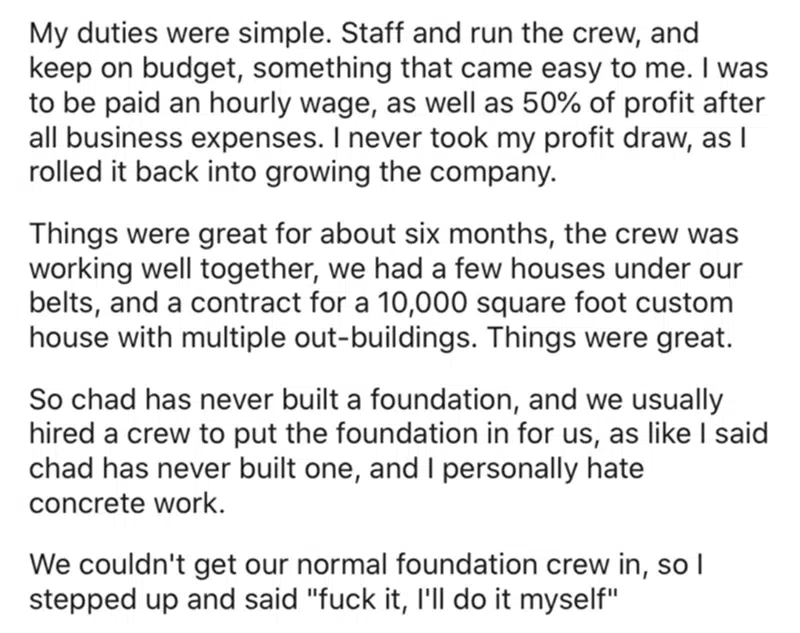 My duties were simple. Staff and run the crew, and
keep on budget, something that came easy to me. I was
to be paid an hourly wage, as well as 50% of profit after
all business expenses. I never took my profit draw, as I
rolled it back into growing the company.
Things were great for about six months, the crew was
working well together, we had a few houses under our
belts, and a contract for a 10,000 square foot custom
house with multiple out-buildings. Things were great.
So chad has never built a foundation, and we usually
hired a crew to put the foundation in for us, as like I said
chad has never built one, and I personally hate
concrete work.
We couldn't get our normal foundation crew in, so I
stepped up and said "fuck it, I'll do it myself"